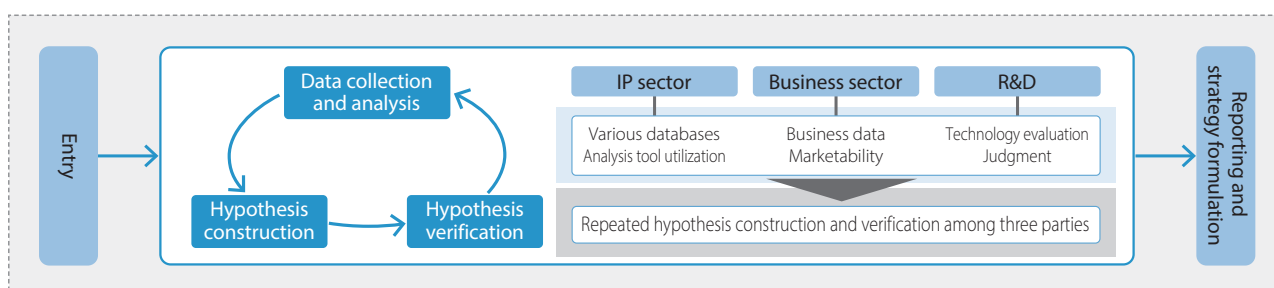 Entry
Data collection
and analysis
Hypothesis
construction
Hypothesis
verification
IP sector
Business sector
R&D
Various databases
Analysis tool utilization
Business data
Marketability
Technology evaluation
Judgment
Repeated hypothesis construction and verification among three parties
Reporting and
strategy formulation